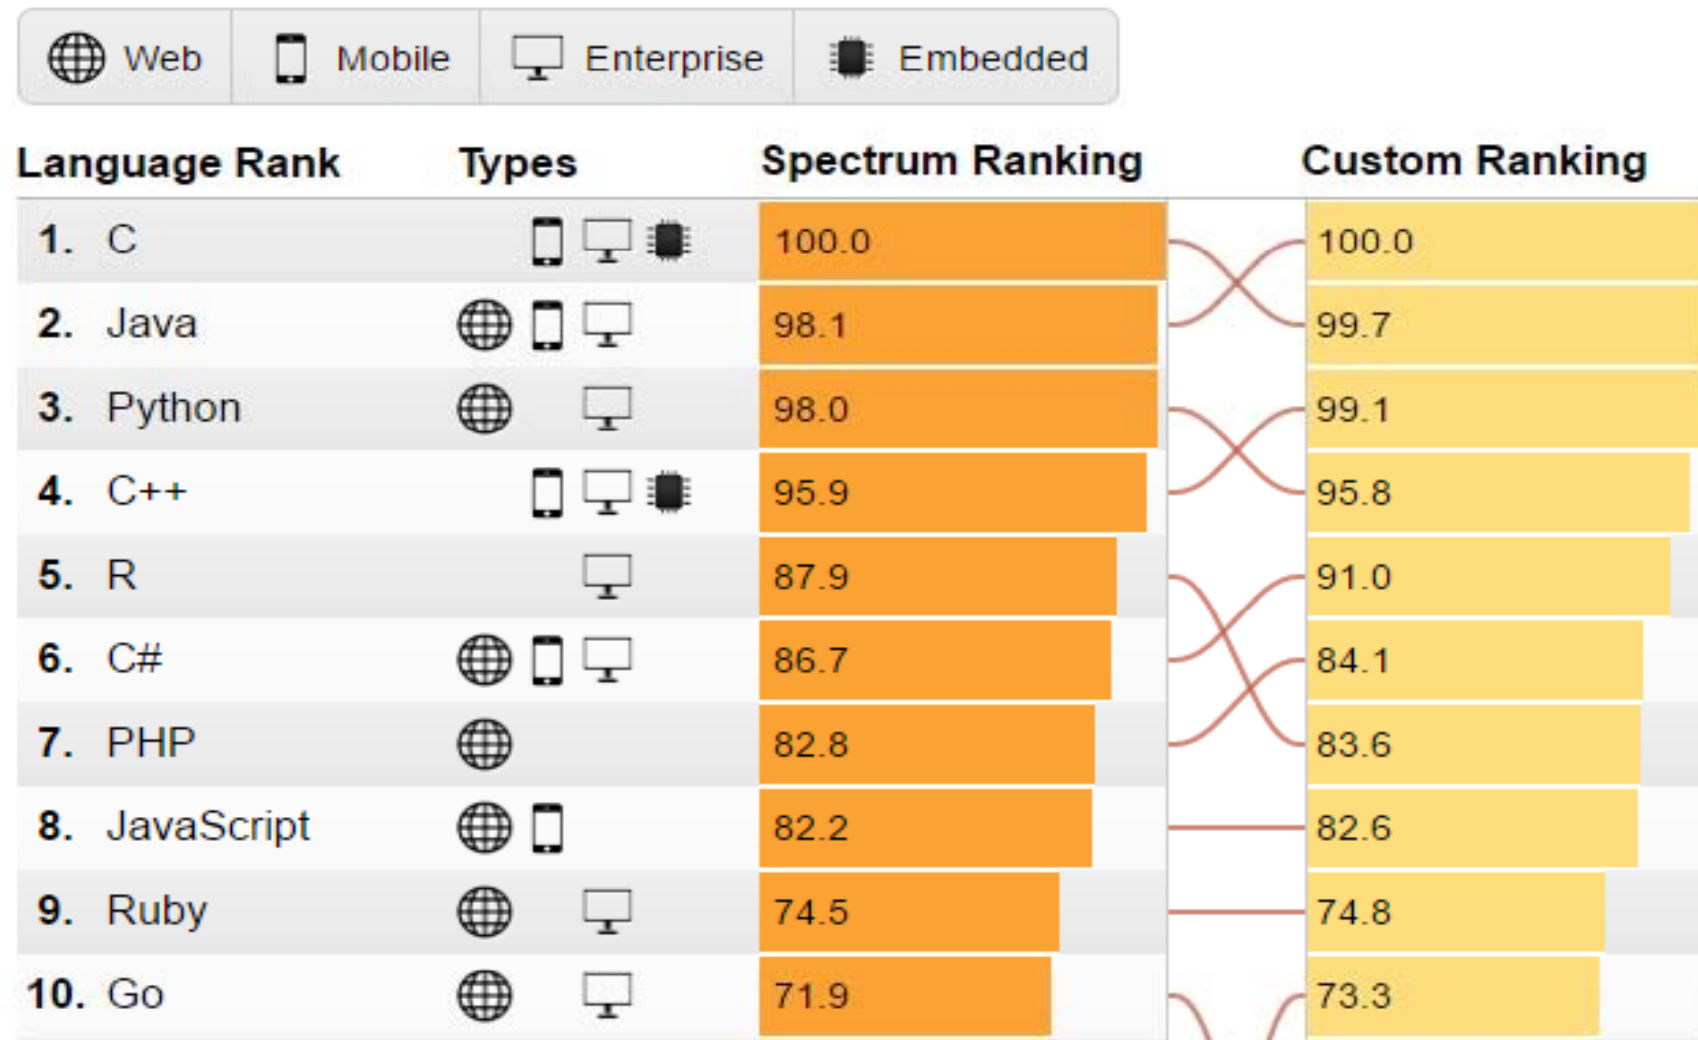 Web Mobile Enterprise Embedded
Language Rank Types Spectrum Ranking Custom Ranking
1. C 100.0 100.0
2. Java 98.1 99.7
3. Python 98.0 99.1
4. C++ 95.9 95.8
5. R 87.9 91.0
6. C# 86.7 84.1
7. PHP 82.8 83.6
8. JavaScript 82.2 82.6
9. Ruby 74.5 74.8
10. Go 71.9 73.3